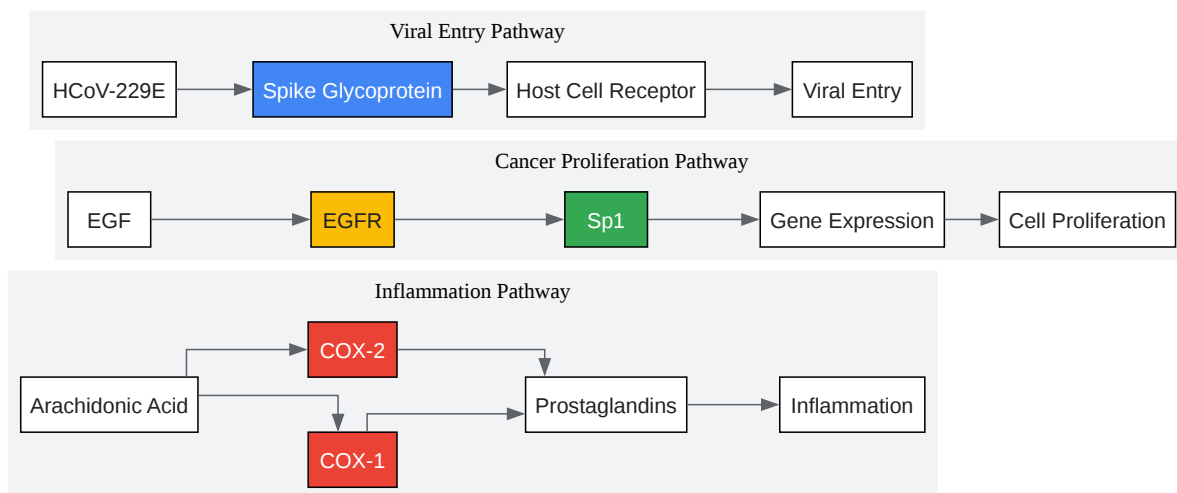 Viral Entry Pathway
HCoV-229E
Spike Glycoprotein
Host Cell Receptor
Viral Entry
Cancer Proliferation Pathway
EGF
EGFR
Sp1
Gene Expression
Cell Proliferation
Inflammation Pathway
COX-2
Arachidonic Acid
Prostaglandins
Inflammation
COX-1